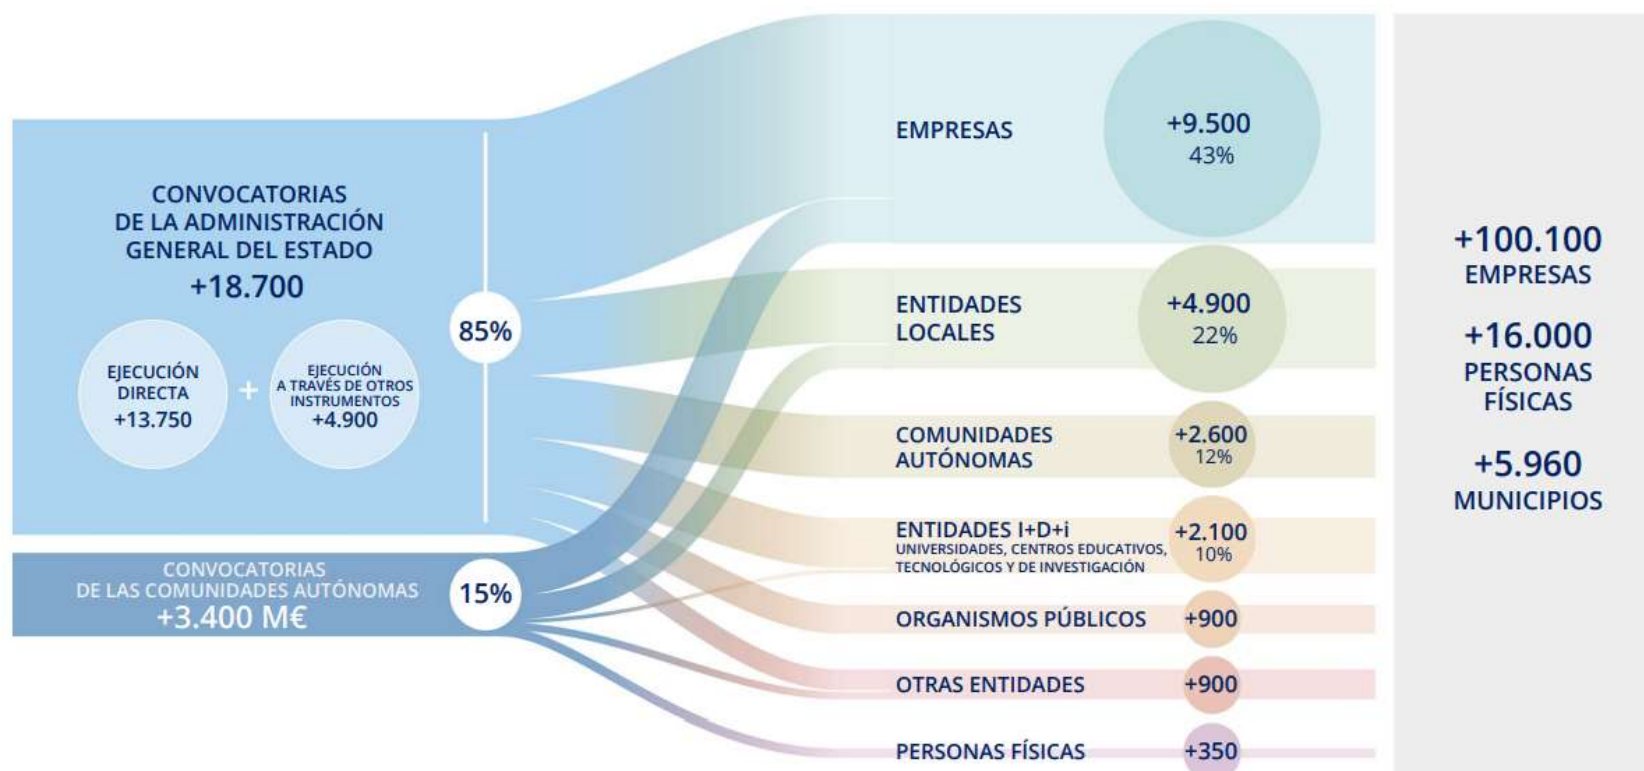 CONVOCATORIAS
DE LA ADMINISTRACIÓN
GENERAL DEL ESTADO
+18.700
EJECUCIÓN
DIRECTA
+13.750
+
EJECUCIÓN
A TRAVÉS DE OTROS
INSTRUMENTOS
+4.900
85%
CONVOCATORIAS
DE LAS COMUNIDADES AUTÓNOMAS
+3.400 M€
15%
EMPRESAS
+9.500
43%
ENTIDADES
LOCALES
+4.900
22%
COMUNIDADES
AUTÓNOMAS
+2.600
12%
ENTIDADES I+D+i
UNIVERSIDADES, CENTROS EDUCATIVOS,
TECNOLÓGICOS Y DE INVESTIGACIÓN
+2.100
10%
ORGANISMOS PÚBLICOS
+900
OTRAS ENTIDADES
+900
PERSONAS FÍSICAS
+350
+100.100
EMPRESAS
+16.000
PERSONAS
FÍSICAS
+5.960
MUNICIPIOS